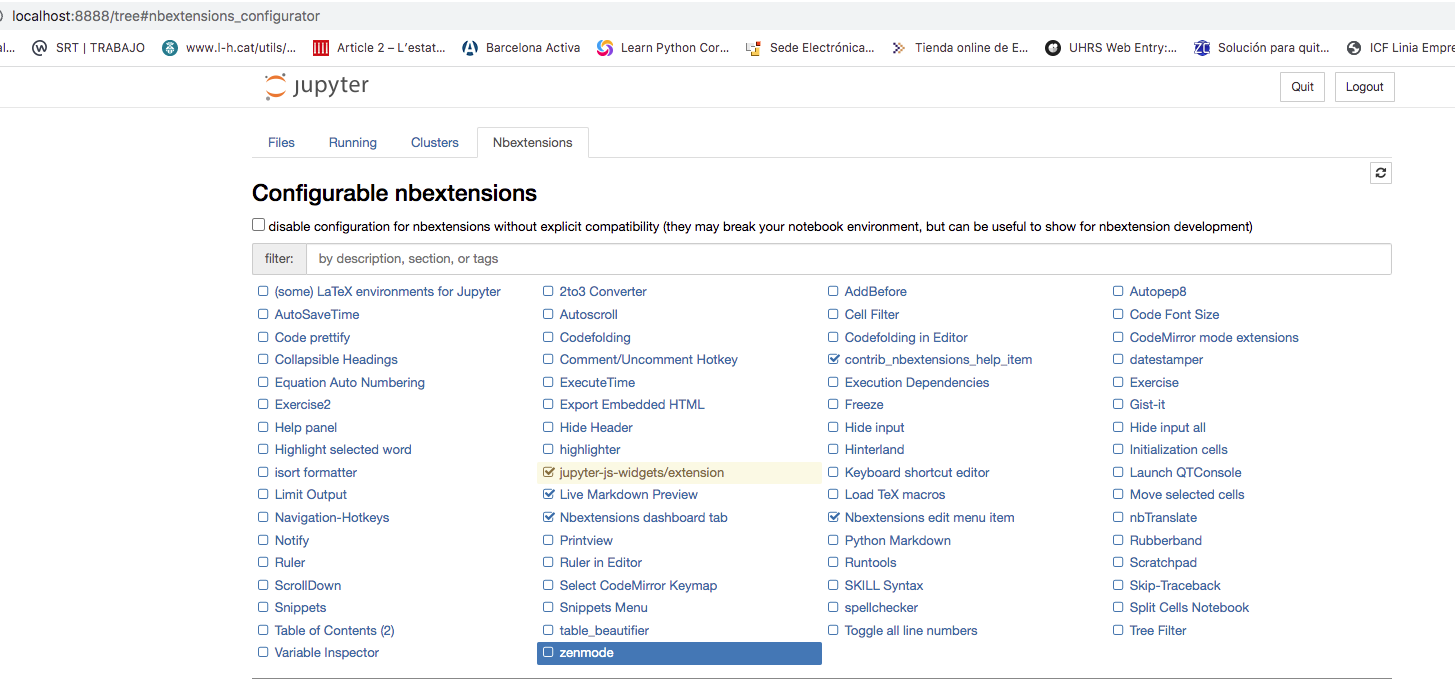 localhost:8888/tree#nbextensions_configurator
al... SRT | TRABAJO www.l-h.cat/utils/... Article 2 – L'estat... Barcelona Activa Learn Python Cor... Sede Electrónica... Tienda online de E... UHRS Web Entry:... Solución para quit... ICF Linia Empre
jupyter Quit Logout
Files Running Clusters Nbextensions
Configurable nbextensions
disable configuration for nbextensions without explicit compatibility (they may break your notebook environment, but can be useful to show for nbextension development)
filter: by description, section, or tags
(some) LaTeX environments for Jupyter 2to3 Converter AddBefore Autopep8
AutoSaveTime Autoscroll Cell Filter Code Font Size
Code prettify Codefolding Codefolding in Editor CodeMirror mode extensions
Collapsible Headings Comment/Uncomment Hotkey contrib_nbextensions_help_item datestamper
Equation Auto Numbering ExecuteTime Execution Dependencies Exercise
Exercise2 Export Embedded HTML Freeze Gist-it
Help panel Hide Header Hide input Hide input all
Highlight selected word highlighter Hinterland Initialization cells
isort formatter jupyter-js-widgets/extension Keyboard shortcut editor Launch QTConsole
Limit Output Live Markdown Preview Load TeX macros Move selected cells
Navigation-Hotkeys Nbextensions dashboard tab Nbextensions edit menu item nbTranslate
Notify Printview Python Markdown Rubberband
Ruler Ruler in Editor Runtools Scratchpad
ScrollDown Select CodeMirror Keymap SKILL Syntax Skip-Traceback
Snippets Snippets Menu spellchecker Split Cells Notebook
Table of Contents (2) table_beautifier Toggle all line numbers Tree Filter
Variable Inspector zenmode